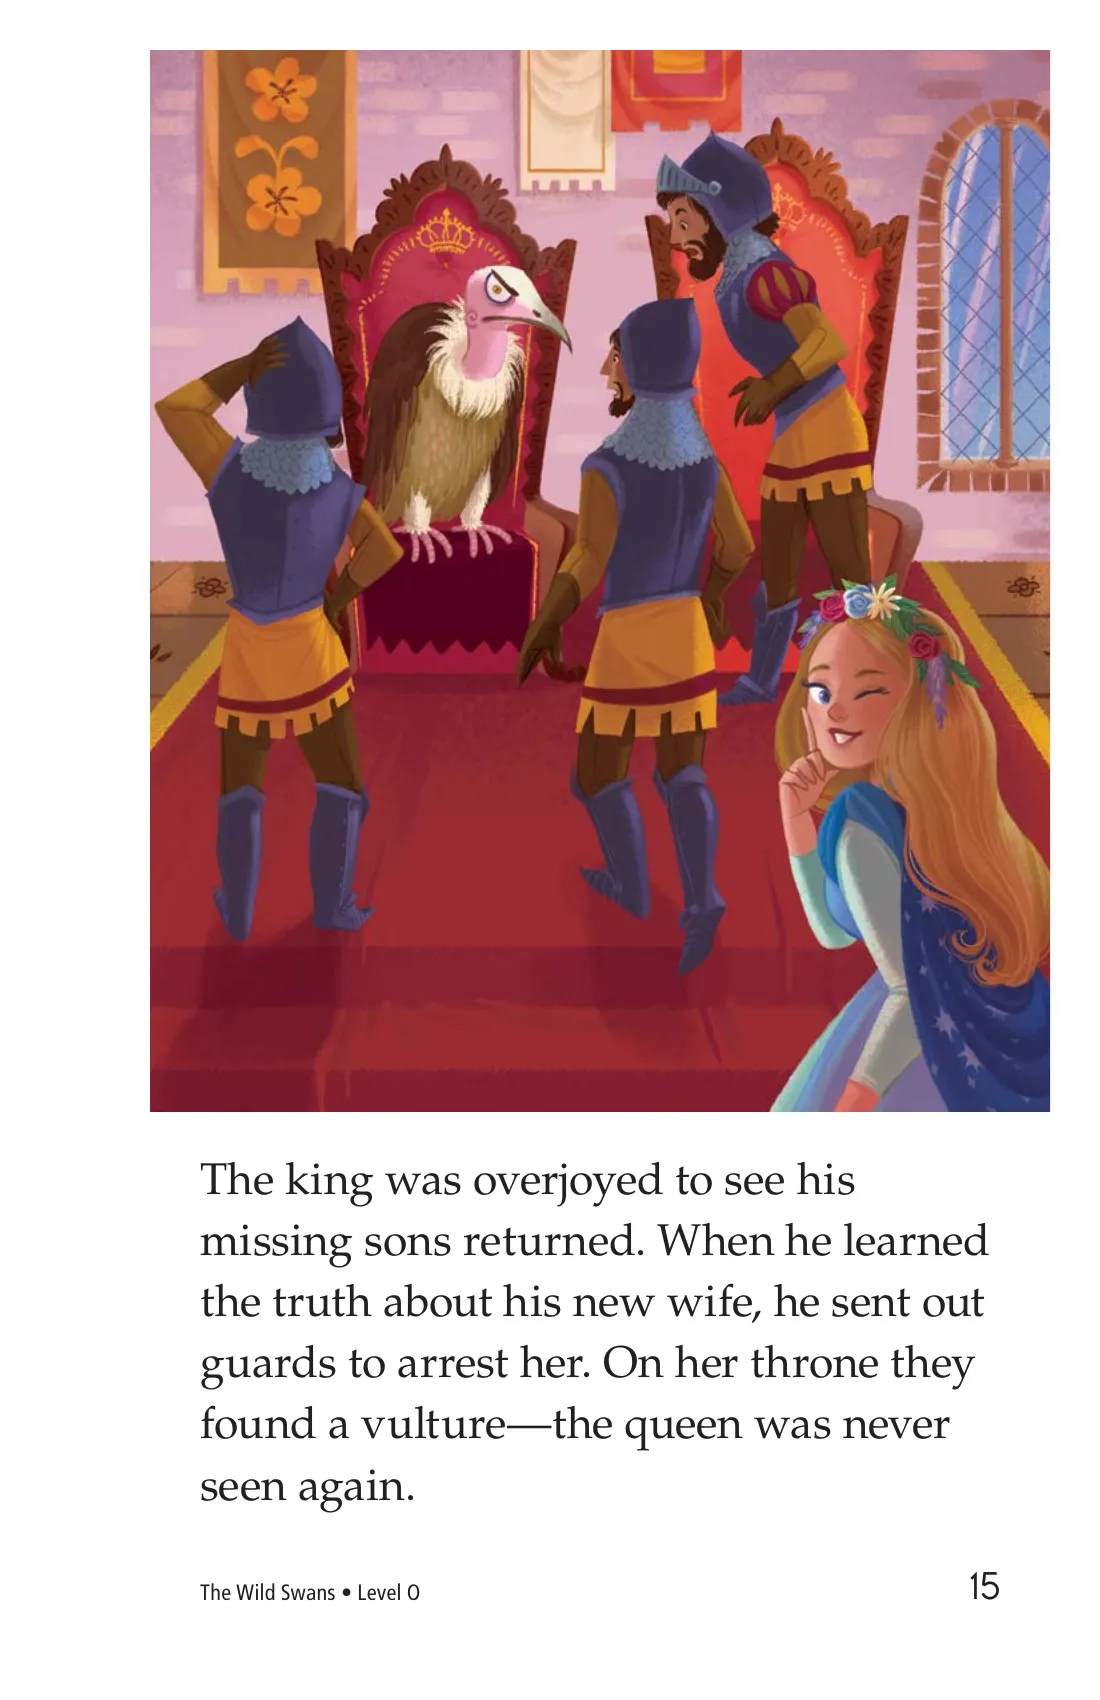 The king was overjoyed to see his
missing sons returned. When he learned
the truth about his new wife, he sent out
guards to arrest her. On her throne they
found a vulture—the queen was never
seen again.
The Wild Swans • Level O
15